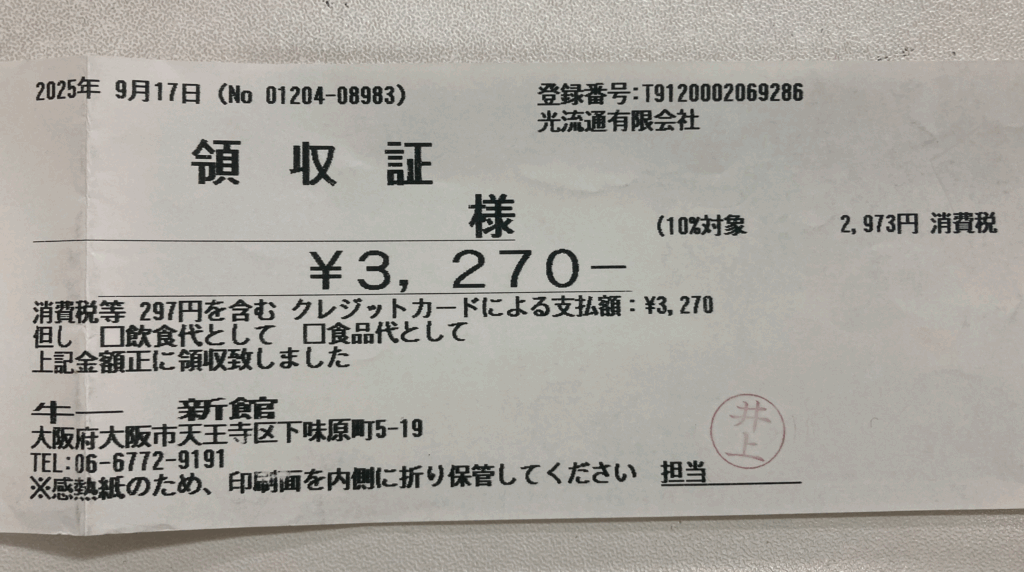 2025年 9月17日 (No 01204-08983)
登録番号:T9120002069286
光流通有限会社
領 収 証
様
(10%対象 2,973円 消費税
¥3,270−
消費税等 297円を含む クレジットカードによる支払額:¥3,270
但し □飲食代として □食品代として
上記金額正に領収致しました
牛一 新館
大阪府大阪市天王寺区下味原町5-19
TEL:06-6772-9191
※感熱紙のため、印刷面を内側に折り保管してください 担当
井上